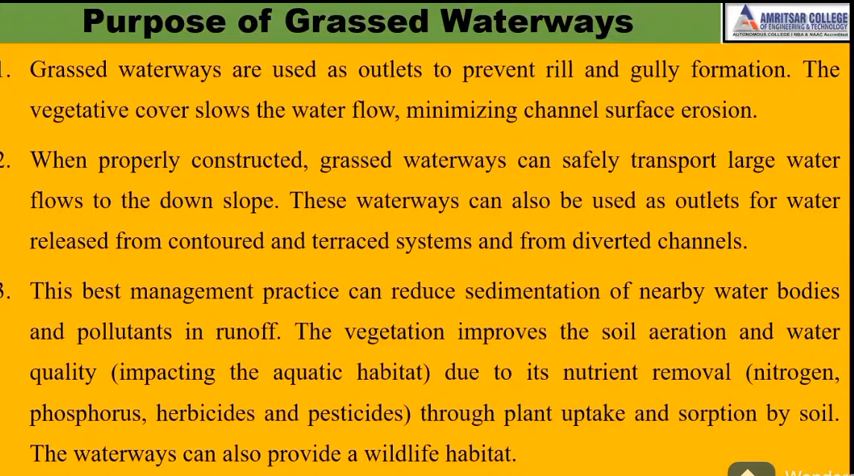 Purpose of Grassed Waterways
AMRITSAR COLLEGE
OF ENGINEERING & TECHNOLOGY
AUTONOMOUS COLLEGE I NBA & NAAC Accredited
1. Grassed waterways are used as outlets to prevent rill and gully formation. The
vegetative cover slows the water flow, minimizing channel surface erosion.
2. When properly constructed, grassed waterways can safely transport large water
flows to the down slope. These waterways can also be used as outlets for water
released from contoured and terraced systems and from diverted channels.
3. This best management practice can reduce sedimentation of nearby water bodies
and pollutants in runoff. The vegetation improves the soil aeration and water
quality (impacting the aquatic habitat) due to its nutrient removal (nitrogen,
phosphorus, herbicides and pesticides) through plant uptake and sorption by soil.
The waterways can also provide a wildlife habitat.